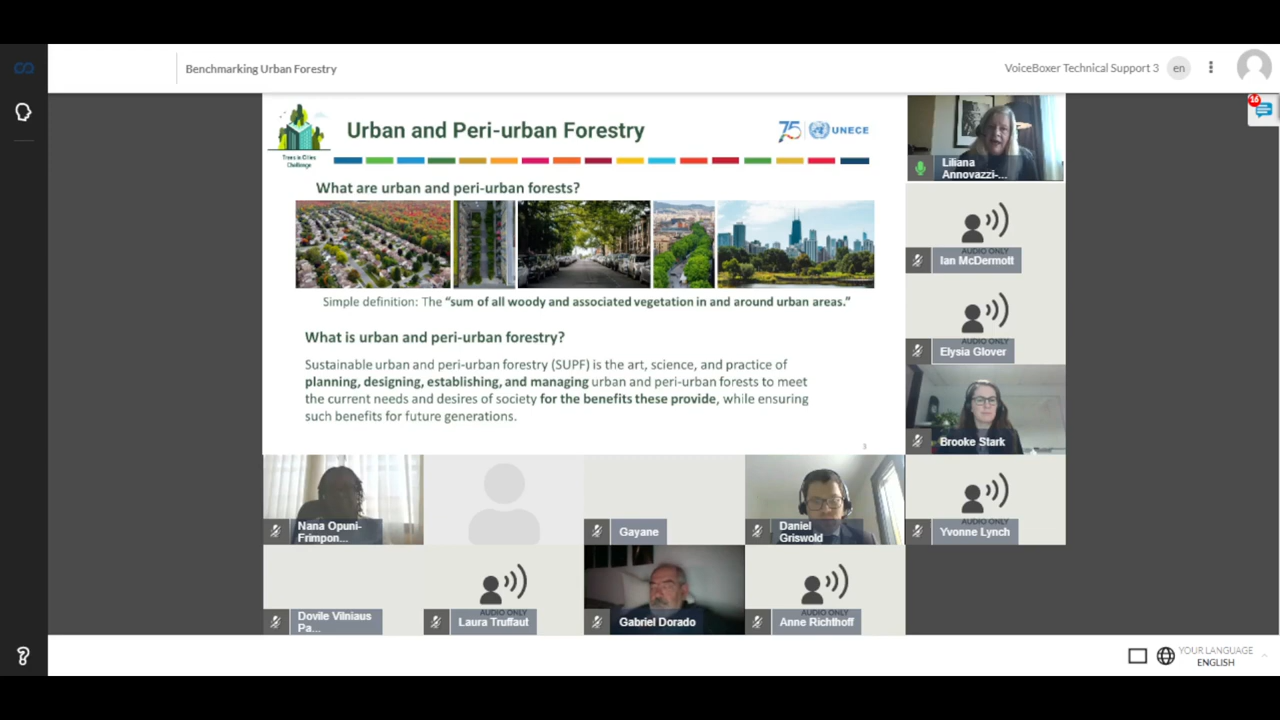 Benchmarking Urban Forestry
VoiceBoxer Technical Support 3
en
16
Trees in Cities
Challenge
Urban and Peri-urban Forestry
75
UNECE
What are urban and peri-urban forests?
Simple definition: The “sum of all woody and associated vegetation in and around urban areas.”
What is urban and peri-urban forestry?
Sustainable urban and peri-urban forestry (SUPF) is the art, science, and practice of
planning, designing, establishing, and managing urban and peri-urban forests to meet
the current needs and desires of society for the benefits these provide, while ensuring
such benefits for future generations.
3
Liliana
Annovazzi-...
AUDIO ONLY
Ian McDermott
AUDIO ONLY
Elysia Glover
Brooke Stark
Nana Opuni-
Frimpon...
Gayane
Daniel
Griswold
AUDIO ONLY
Yvonne Lynch
Dovile Vilniaus
Pa...
AUDIO ONLY
Laura Truffaut
Gabriel Dorado
AUDIO ONLY
Anne Richthoff
?
YOUR LANGUAGE
ENGLISH